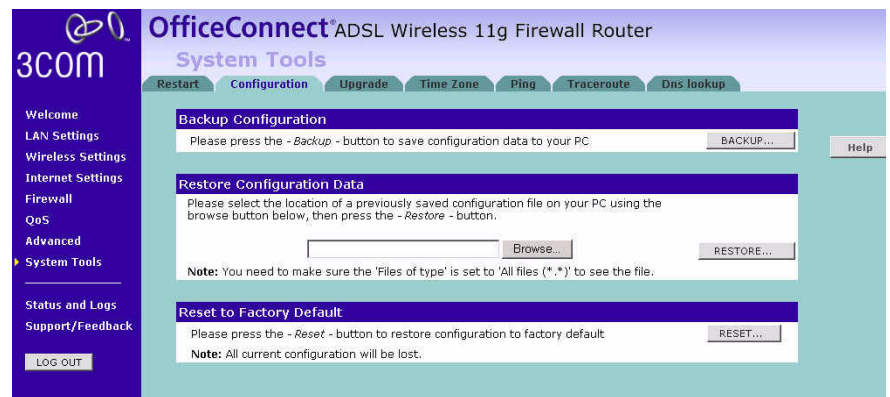 3COM
OfficeConnect® ADSL Wireless 11g Firewall Router
System Tools
Restart Configuration Upgrade Time Zone Ping Traceroute Dns lookup
Welcome
LAN Settings
Wireless Settings
Internet Settings
Firewall
QoS
Advanced
System Tools
Status and Logs
Support/Feedback
LOG OUT
Backup Configuration
Please press the - Backup - button to save configuration data to your PC
BACKUP...
Help
Restore Configuration Data
Please select the location of a previously saved configuration file on your PC using the
browse button below, then press the - Restore - button.
Browse...
RESTORE...
Note: You need to make sure the 'Files of type' is set to 'All files (*.*)' to see the file.
Reset to Factory Default
Please press the - Reset - button to restore configuration to factory default
RESET...
Note: All current configuration will be lost.